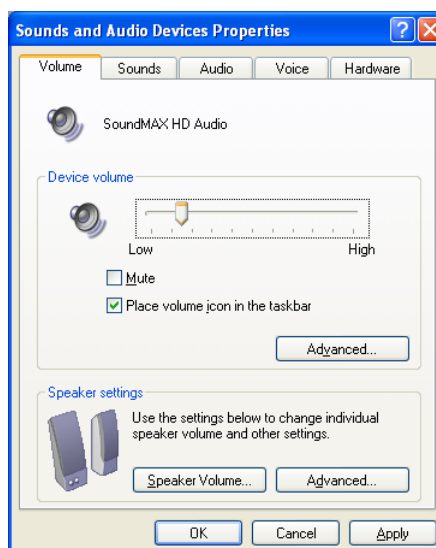 Sounds and Audio Devices Properties
Volume
Sounds
Audio
Voice
Hardware
SoundMAX HD Audio
Device volume
Low
High
Mute
Place volume icon in the taskbar
Advanced...
Speaker settings
Use the settings below to change individual
speaker volume and other settings.
Speaker Volume...
Advanced...
OK
Cancel
Apply